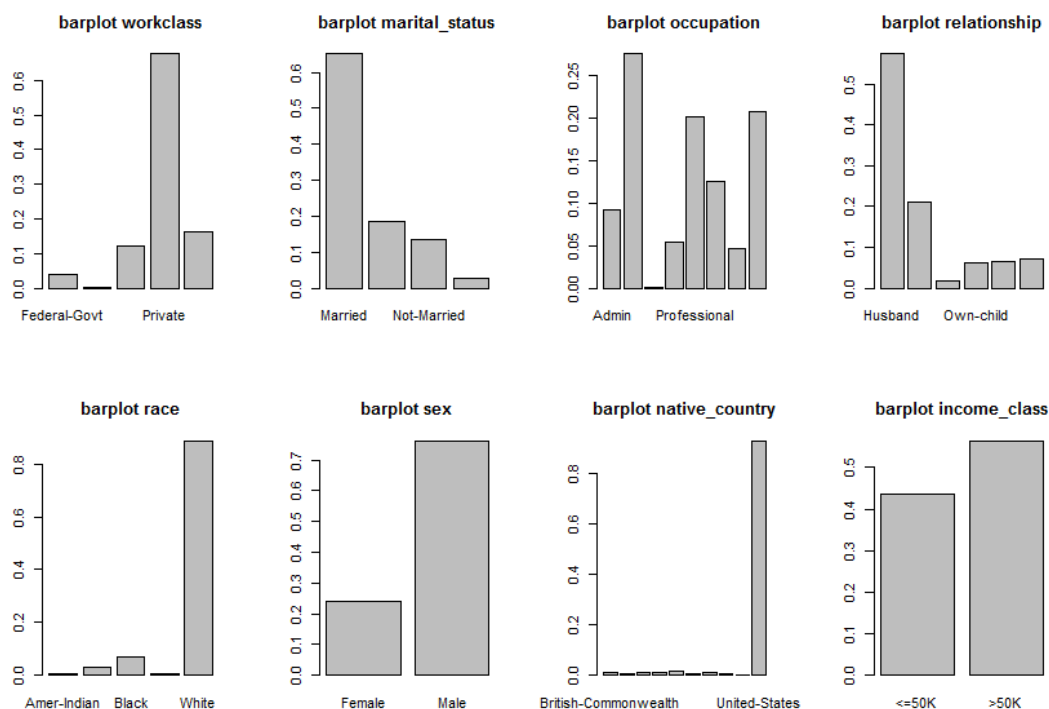 barplot workclass
0.0 0.1 0.2 0.3 0.4 0.5 0.6
Federal-Govt Private
barplot marital_status
0.0 0.1 0.2 0.3 0.4 0.5 0.6
Married Not-Married
barplot occupation
0.00 0.05 0.10 0.15 0.20 0.25
Admin Professional
barplot relationship
0.0 0.1 0.2 0.3 0.4 0.5
Husband Own-child
barplot race
0.0 0.2 0.4 0.6 0.8
Amer-Indian Black White
barplot sex
0.0 0.1 0.2 0.3 0.4 0.5 0.6 0.7
Female Male
barplot native_country
0.0 0.2 0.4 0.6 0.8
British-Commonwealth United-States
barplot income_class
0.0 0.1 0.2 0.3 0.4 0.5
<=50K >50K